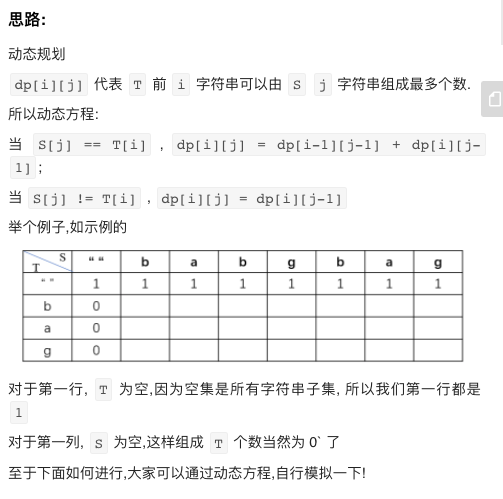 思路:
动态规划
dp[i][j] 代表 T 前 i 字符串可以由 S j 字符串组成最多个数.
所以动态方程:
当 S[j] == T[i] , dp[i][j] = dp[i-1][j-1] + dp[i][j-
1] ;
当 S[j] != T[i] , dp[i][j] = dp[i][j-1]
举个例子,如示例的
S T “ “ b a b g b a g
“ ” 1 1 1 1 1 1 1 1
b 0
a 0
g 0
对于第一行, T 为空,因为空集是所有字符串子集, 所以我们第一行都是
1
对于第一列, S 为空,这样组成 T 个数当然为 0` 了
至于下面如何进行,大家可以通过动态方程,自行模拟一下!